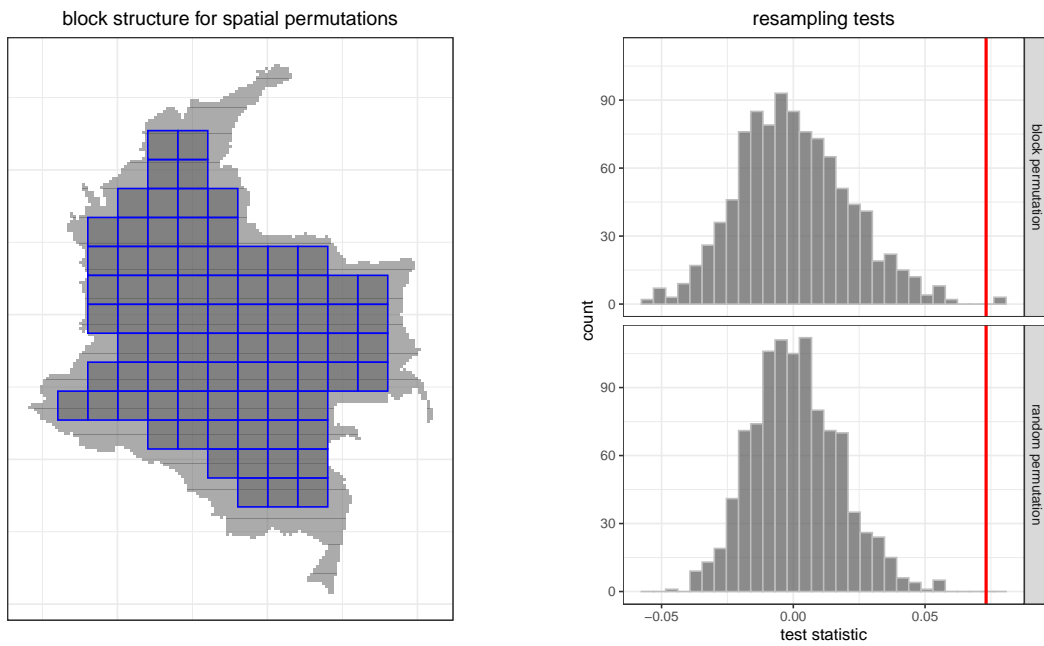 block structure for spatial permutations
resampling tests
count
90
60
30
0
block permutation
90
60
30
0
random permutation
−0.05
0.00
0.05
test statistic